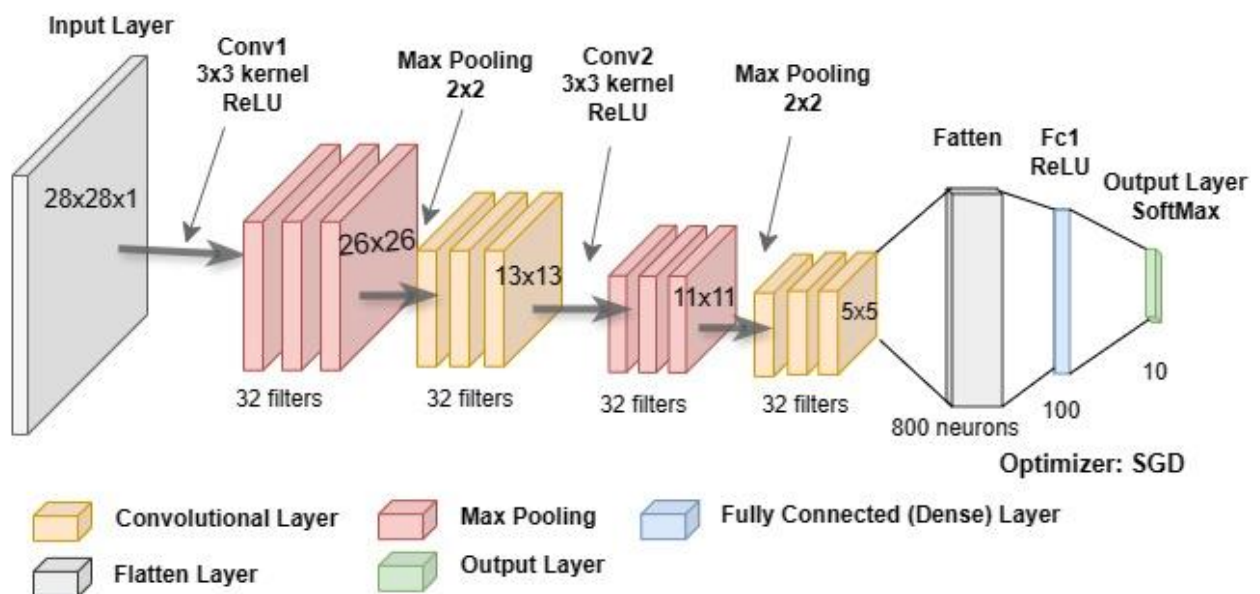 Input Layer
Conv1
3x3 kernel
ReLU
Max Pooling
2x2
Conv2
3x3 kernel
ReLU
Max Pooling
2x2
Fatten
Fc1
ReLU
Output Layer
SoftMax
28x28x1
26x26
13x13
11x11
5x5
32 filters
32 filters
32 filters
32 filters
800 neurons
100
10
Optimizer: SGD
Convolutional Layer
Max Pooling
Fully Connected (Dense) Layer
Flatten Layer
Output Layer